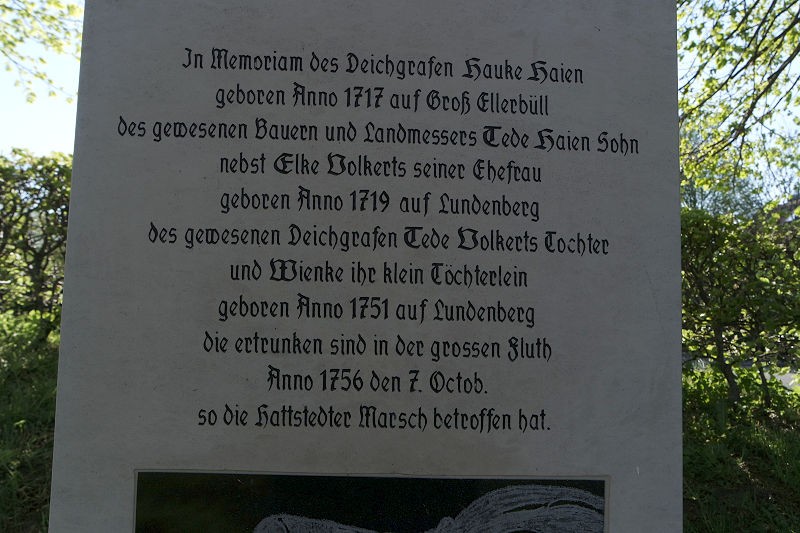 In Memoriam des Deichgrafen Hauke Haien
geboren Anno 1717 auf Groß Ellerbüll
des gewesenen Bauern und Landmessers Tede Haien Sohn
nebst Elke Volkerts seiner Ehefrau
geboren Anno 1719 auf Lundenberg
des gewesenen Deichgrafen Tede Volkerts Tochter
und Wienke ihr klein Töchterlein
geboren Anno 1751 auf Lundenberg
die ertrunken sind in der grossen Fluth
Anno 1756 den 7. Octob.
so die Hattstedter Marsch betroffen hat.